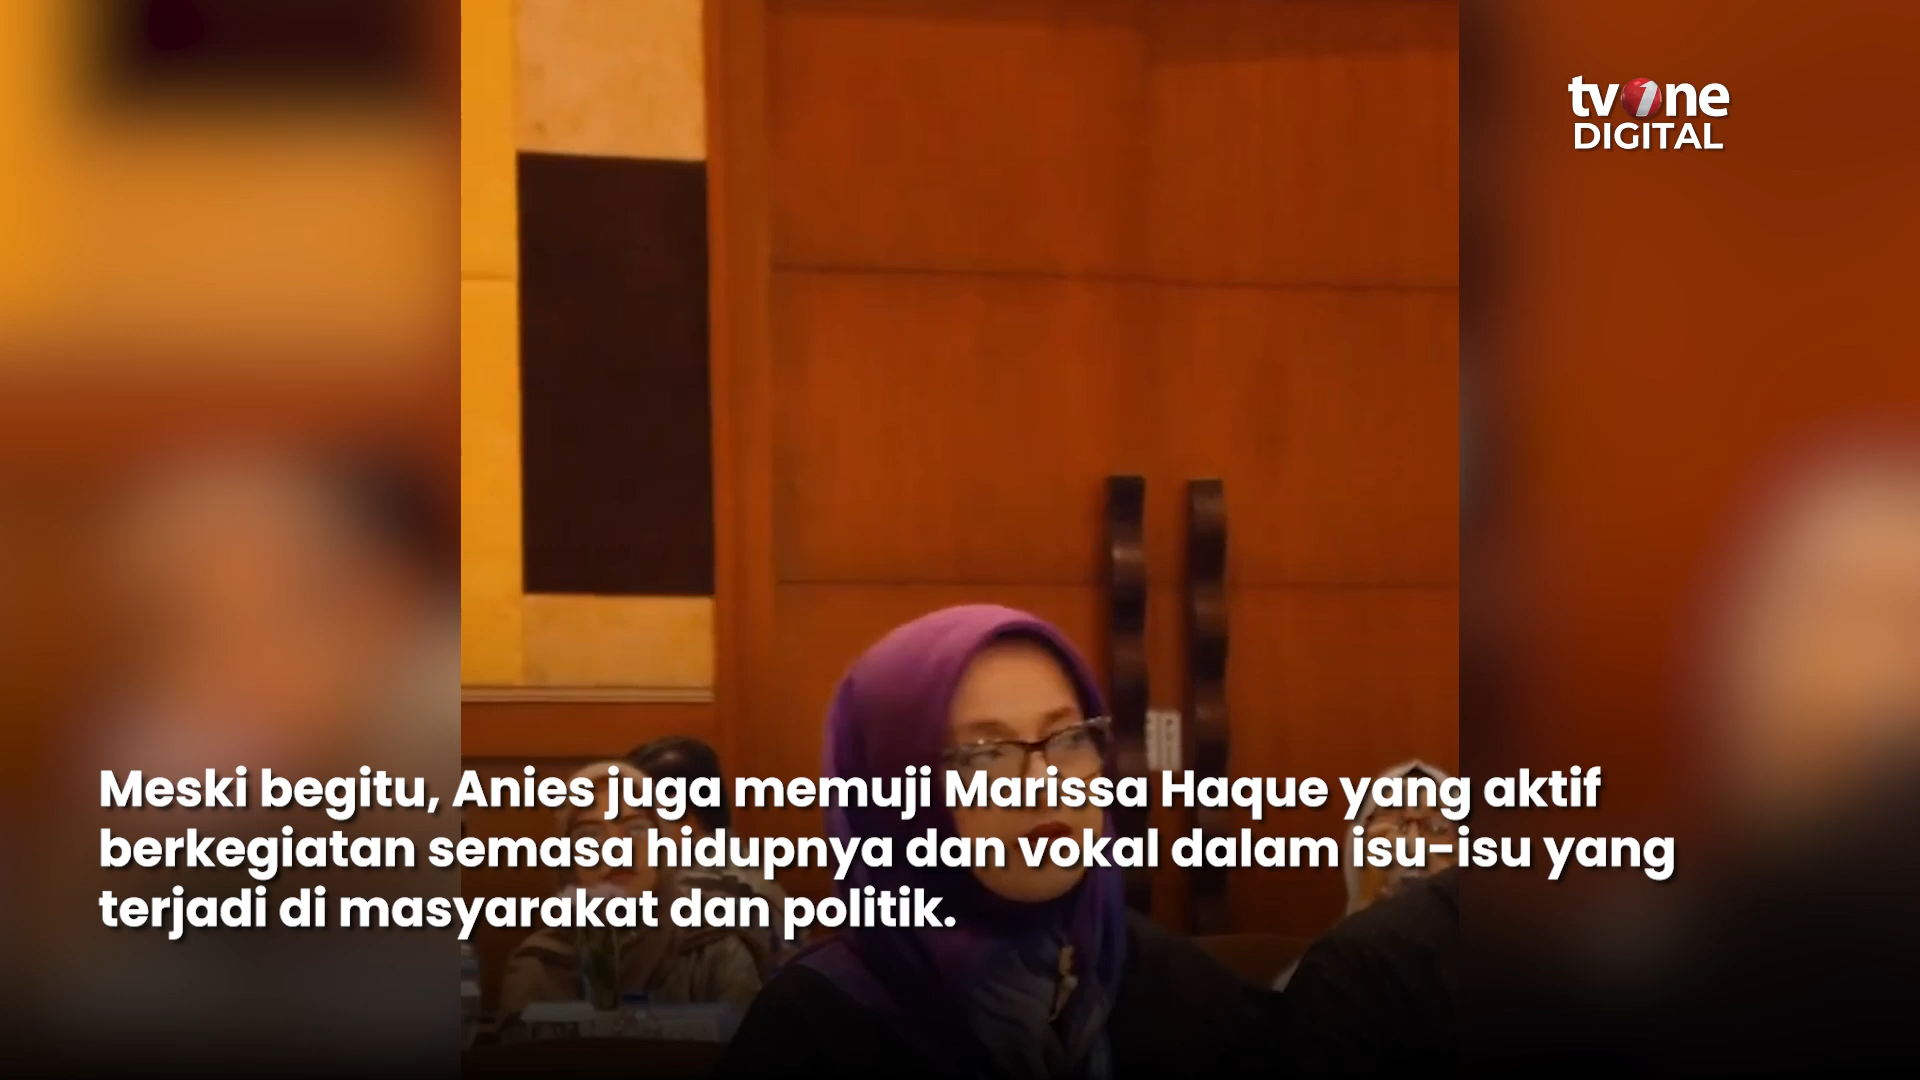 tvOne
DIGITAL
Meski begitu, Anies juga memuji Marissa Haque yang aktif
berkegiatan semasa hidupnya dan vokal dalam isu-isu yang
terjadi di masyarakat dan politik.